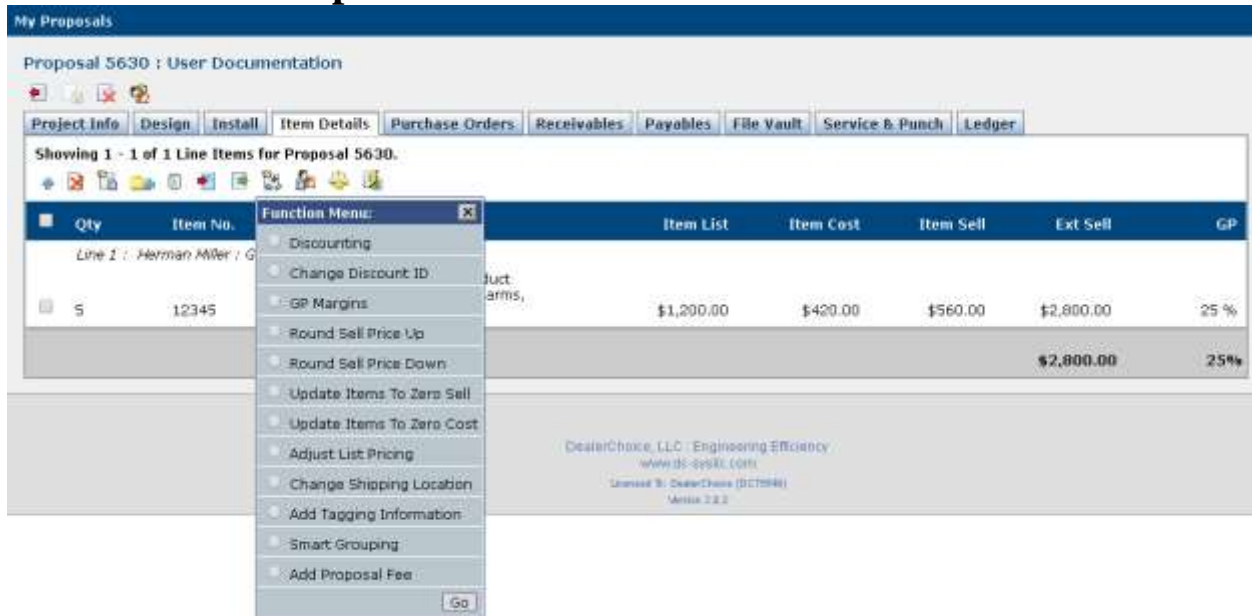 My Proposals
Proposal 5630 : User Documentation
Project Info Design Install Item Details Purchase Orders Receivables Payables File Vault Service & Punch Ledger
Showing 1 - 1 of 1 Line Items for Proposal 5630.
Qty Item No. Function Menu: Item List Item Cost Item Sell Ext Sell GP
Line 1 : Herman Miller : G
Discounting
Change Discount ID
duct
arms,
5 12345 GP Margins $1,200.00 $420.00 $560.00 $2,800.00 25 %
Round Sell Price Up
Round Sell Price Down $2,800.00 25%
Update Items To Zero Sell
Update Items To Zero Cost
Adjust List Pricing
Change Shipping Location
Add Tagging Information
Smart Grouping
Add Proposal Fee
Go
DealerChoice, LLC : Engineering Efficiency
www.dc-sysllc.com